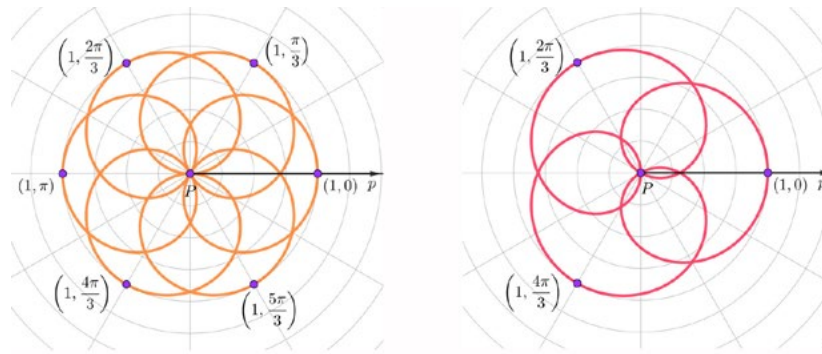 (1, 2π/3)
(1, π/3)
(1, π)
P
(1, 0)
p
(1, 4π/3)
(1, 5π/3)
(1, 2π/3)
P
(1, 0)
p
(1, 4π/3)